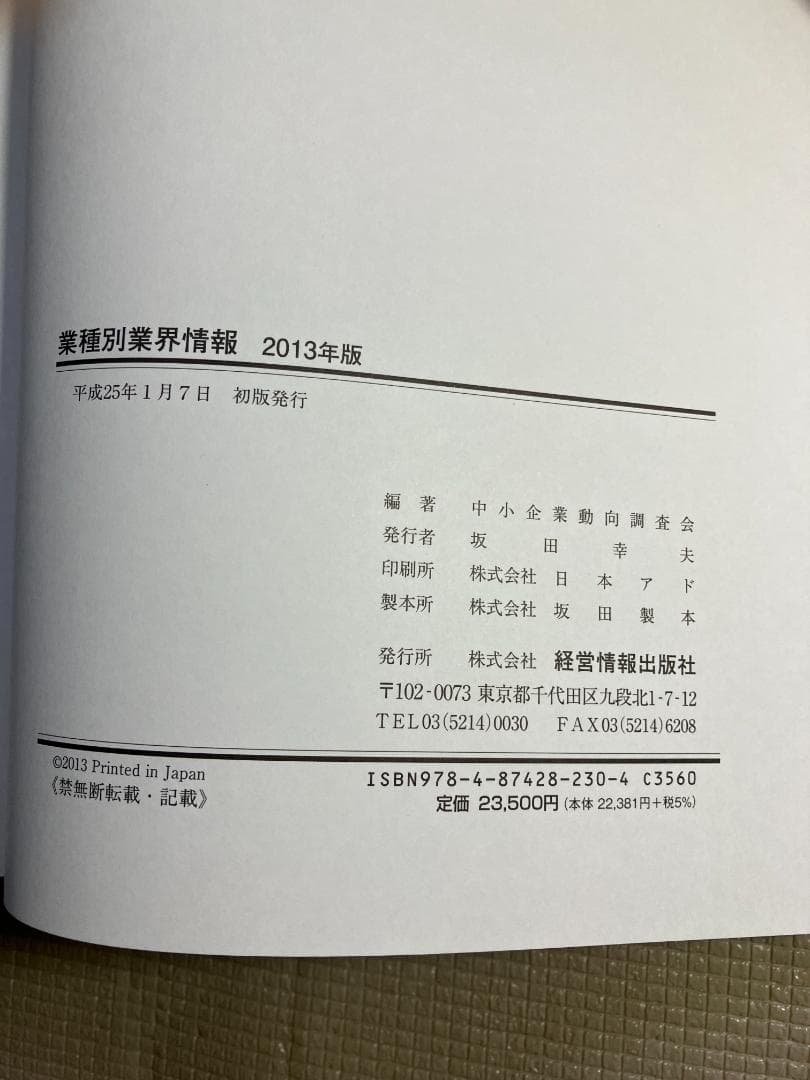 業種別業界情報 2013年版
平成25年1月7日 初版発行
編著 中小企業動向調査会
発行者 坂田幸夫
印刷所 株式会社日本アド
製本所 株式会社坂田製本
発行所 株式会社 経営情報出版社
〒102-0073 東京都千代田区九段北1-7-12
TEL03(5214)0030 FAX03(5214)6208
©2013 Printed in Japan
《禁無断転載・記載》
ISBN978-4-87428-230-4 C3560
定価 23,500円(本体 22,381円+税5%)